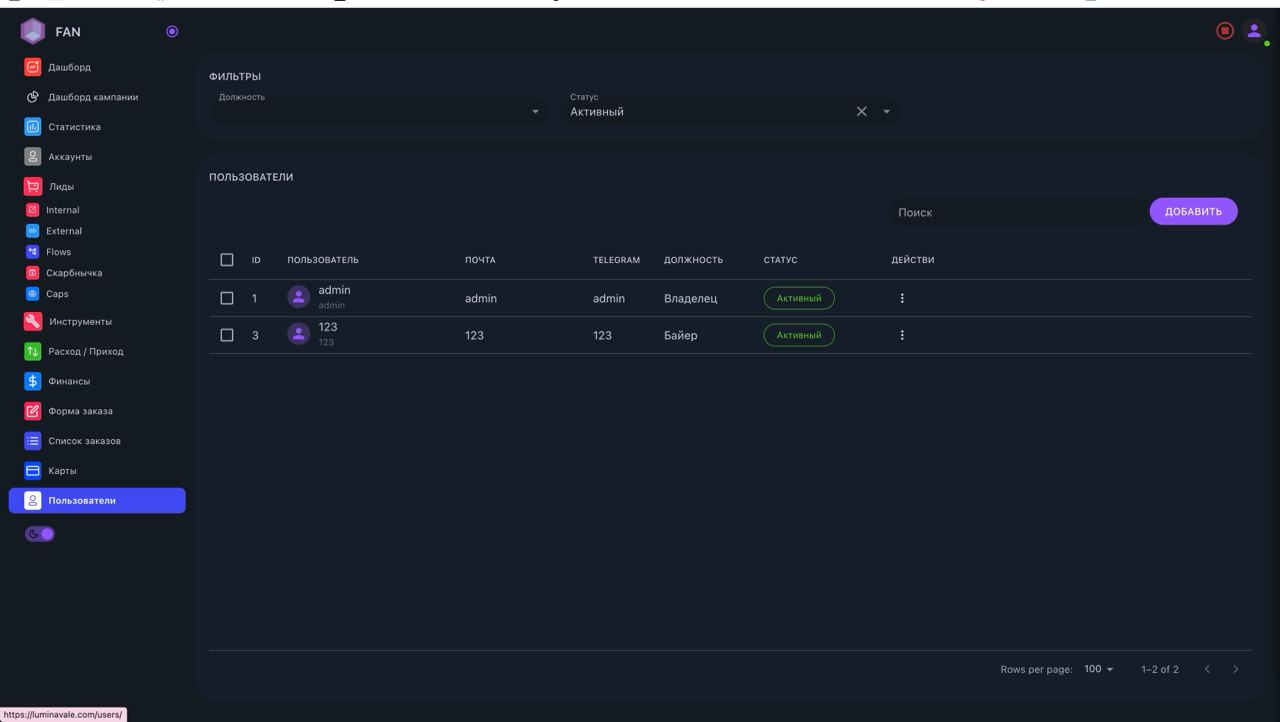 FAN
Дашборд
Дашборд кампании
Статистика
Аккаунты
Лиды
Internal
External
Flows
Скарбнычка
Caps
Инструменты
Расход / Приход
Финансы
Форма заказа
Список заказов
Карты
Пользователи
ФИЛЬТРЫ
Должность
Статус
Активный
ПОЛЬЗОВАТЕЛИ
Поиск
ДОБАВИТЬ
ID ПОЛЬЗОВАТЕЛЬ ПОЧТА TELEGRAM ДОЛЖНОСТЬ СТАТУС ДЕЙСТВИ
1 admin admin admin Владелец Активный
admin
3 123 123 123 Байер Активный
123
Rows per page: 100 1–2 of 2
https://luminavale.com/users/